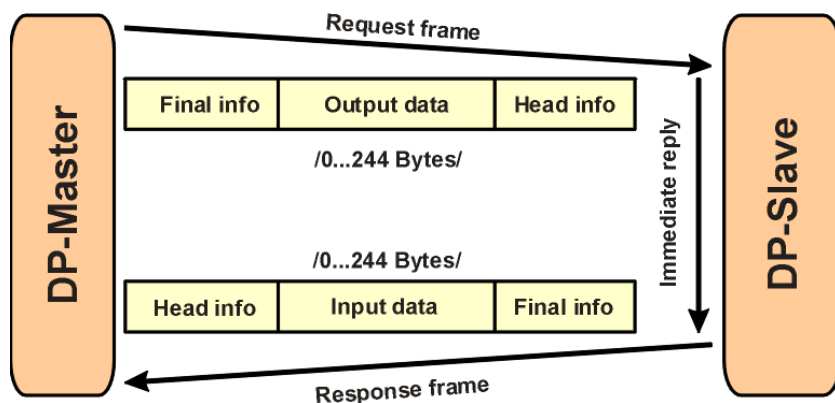 DP-Master
Request frame
Final info
Output data
Head info
/0...244 Bytes/
Immediate reply
/0...244 Bytes/
Head info
Input data
Final info
Response frame
DP-Slave